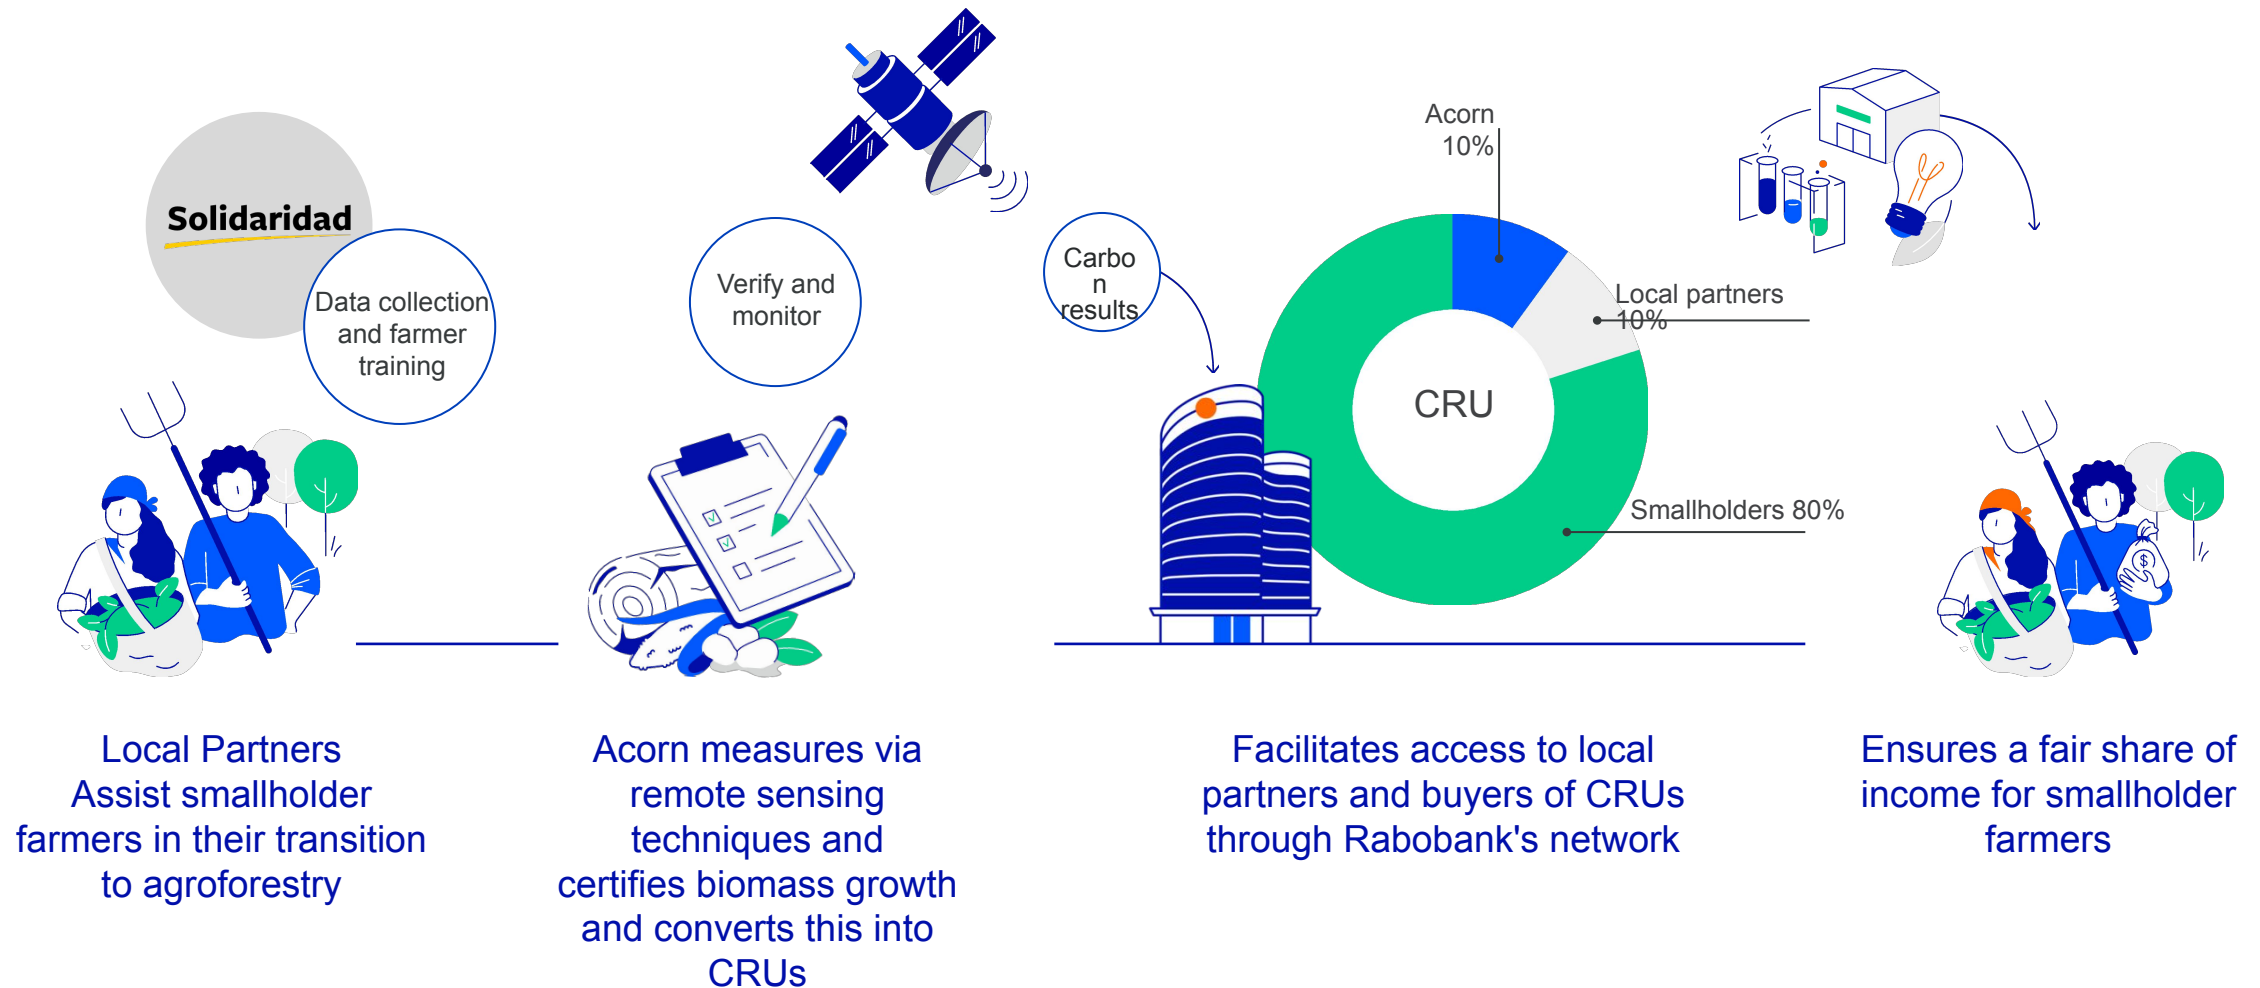 Solidaridad
Data collection
and farmer
training
Verify and
monitor
Carbo
n
results
Acorn
10%
Local partners
10%
CRU
Smallholders 80%
$
Local Partners
Assist smallholder
farmers in their transition
to agroforestry
Acorn measures via
remote sensing
techniques and
certifies biomass growth
and converts this into
CRUs
Facilitates access to local
partners and buyers of CRUs
through Rabobank's network
Ensures a fair share of
income for smallholder
farmers